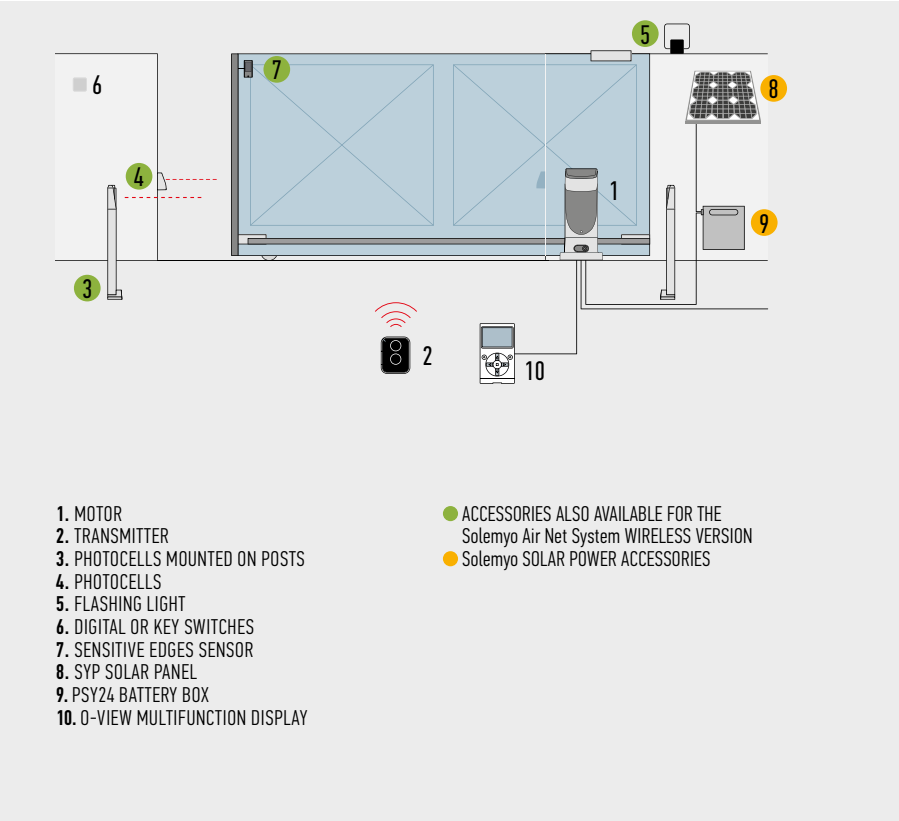 5
7
6
8
4
1
9
3
2
10
1. MOTOR
2. TRANSMITTER
3. PHOTOCELLS MOUNTED ON POSTS
4. PHOTOCELLS
5. FLASHING LIGHT
6. DIGITAL OR KEY SWITCHES
7. SENSITIVE EDGES SENSOR
8. SYP SOLAR PANEL
9. PSY24 BATTERY BOX
10. O-VIEW MULTIFUNCTION DISPLAY
ACCESSORIES ALSO AVAILABLE FOR THE
Solemyo Air Net System WIRELESS VERSION
Solemyo SOLAR POWER ACCESSORIES